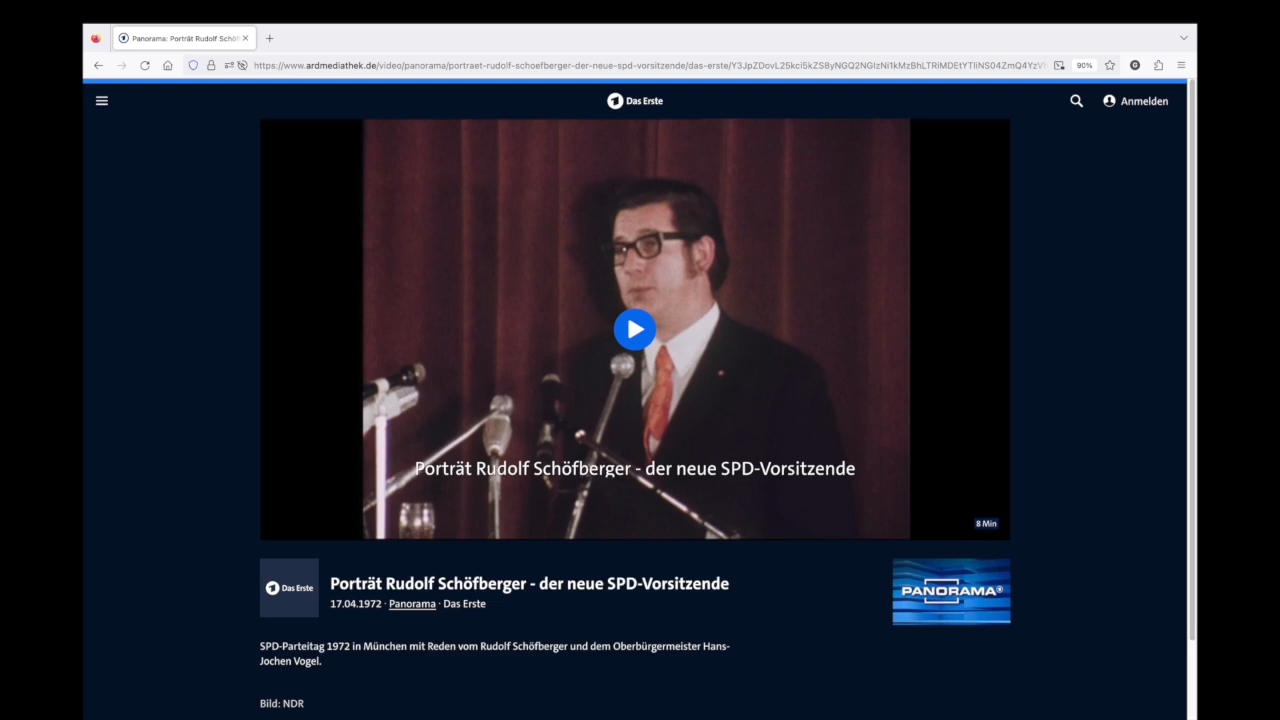 Panorama: Porträt Rudolf Schöf
https://www.ardmediathek.de/video/panorama/portraet-rudolf-schoefberger-der-neue-spd-vorsitzende/das-erste/
90%
Das Erste
Anmelden
Porträt Rudolf Schöfberger - der neue SPD-Vorsitzende
8 Min
Das Erste
Porträt Rudolf Schöfberger - der neue SPD-Vorsitzende
17.04.1972 · Panorama · Das Erste
PANORAMA®
SPD-Parteitag 1972 in München mit Reden vom Rudolf Schöfberger und dem Oberbürgermeister Hans-
Jochen Vogel.
Bild: NDR